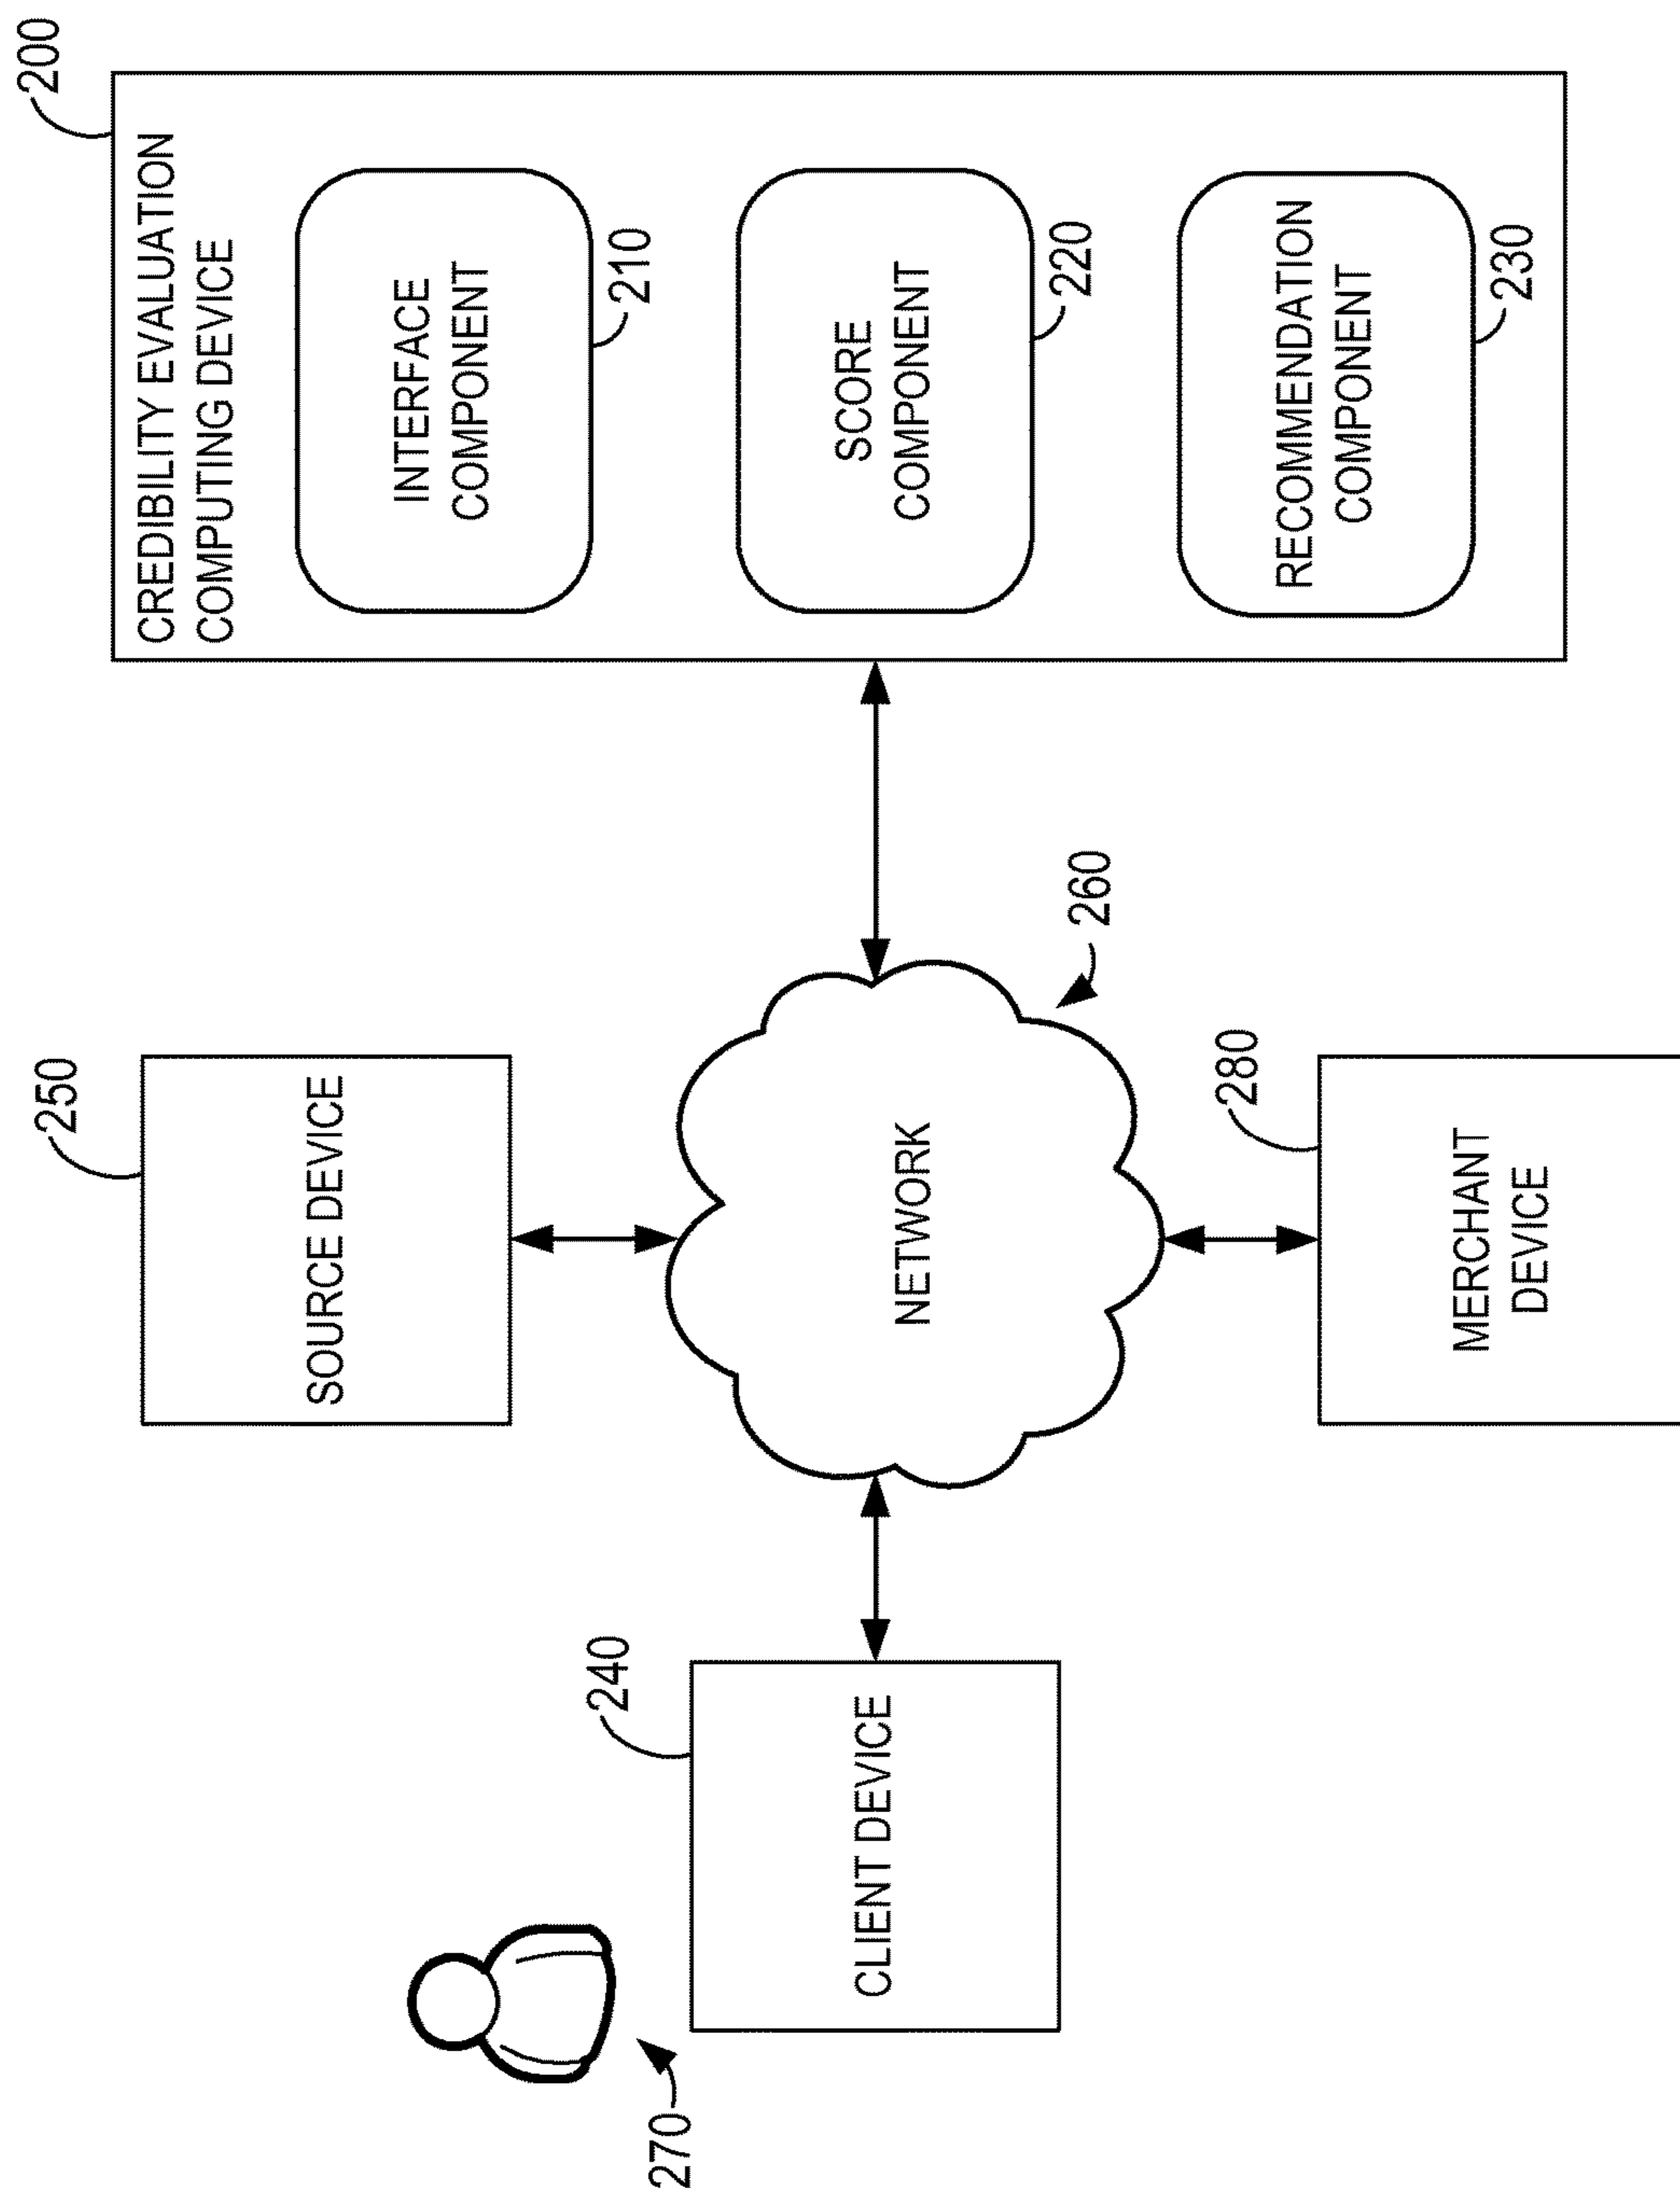 200
CREDIBILITY EVALUATION
COMPUTING DEVICE
INTERFACE
COMPONENT
210
SCORE
COMPONENT
220
RECOMMENDATION
COMPONENT
230
250
SOURCE DEVICE
NETWORK
260
280
MERCHANT
DEVICE
240
CLIENT DEVICE
270